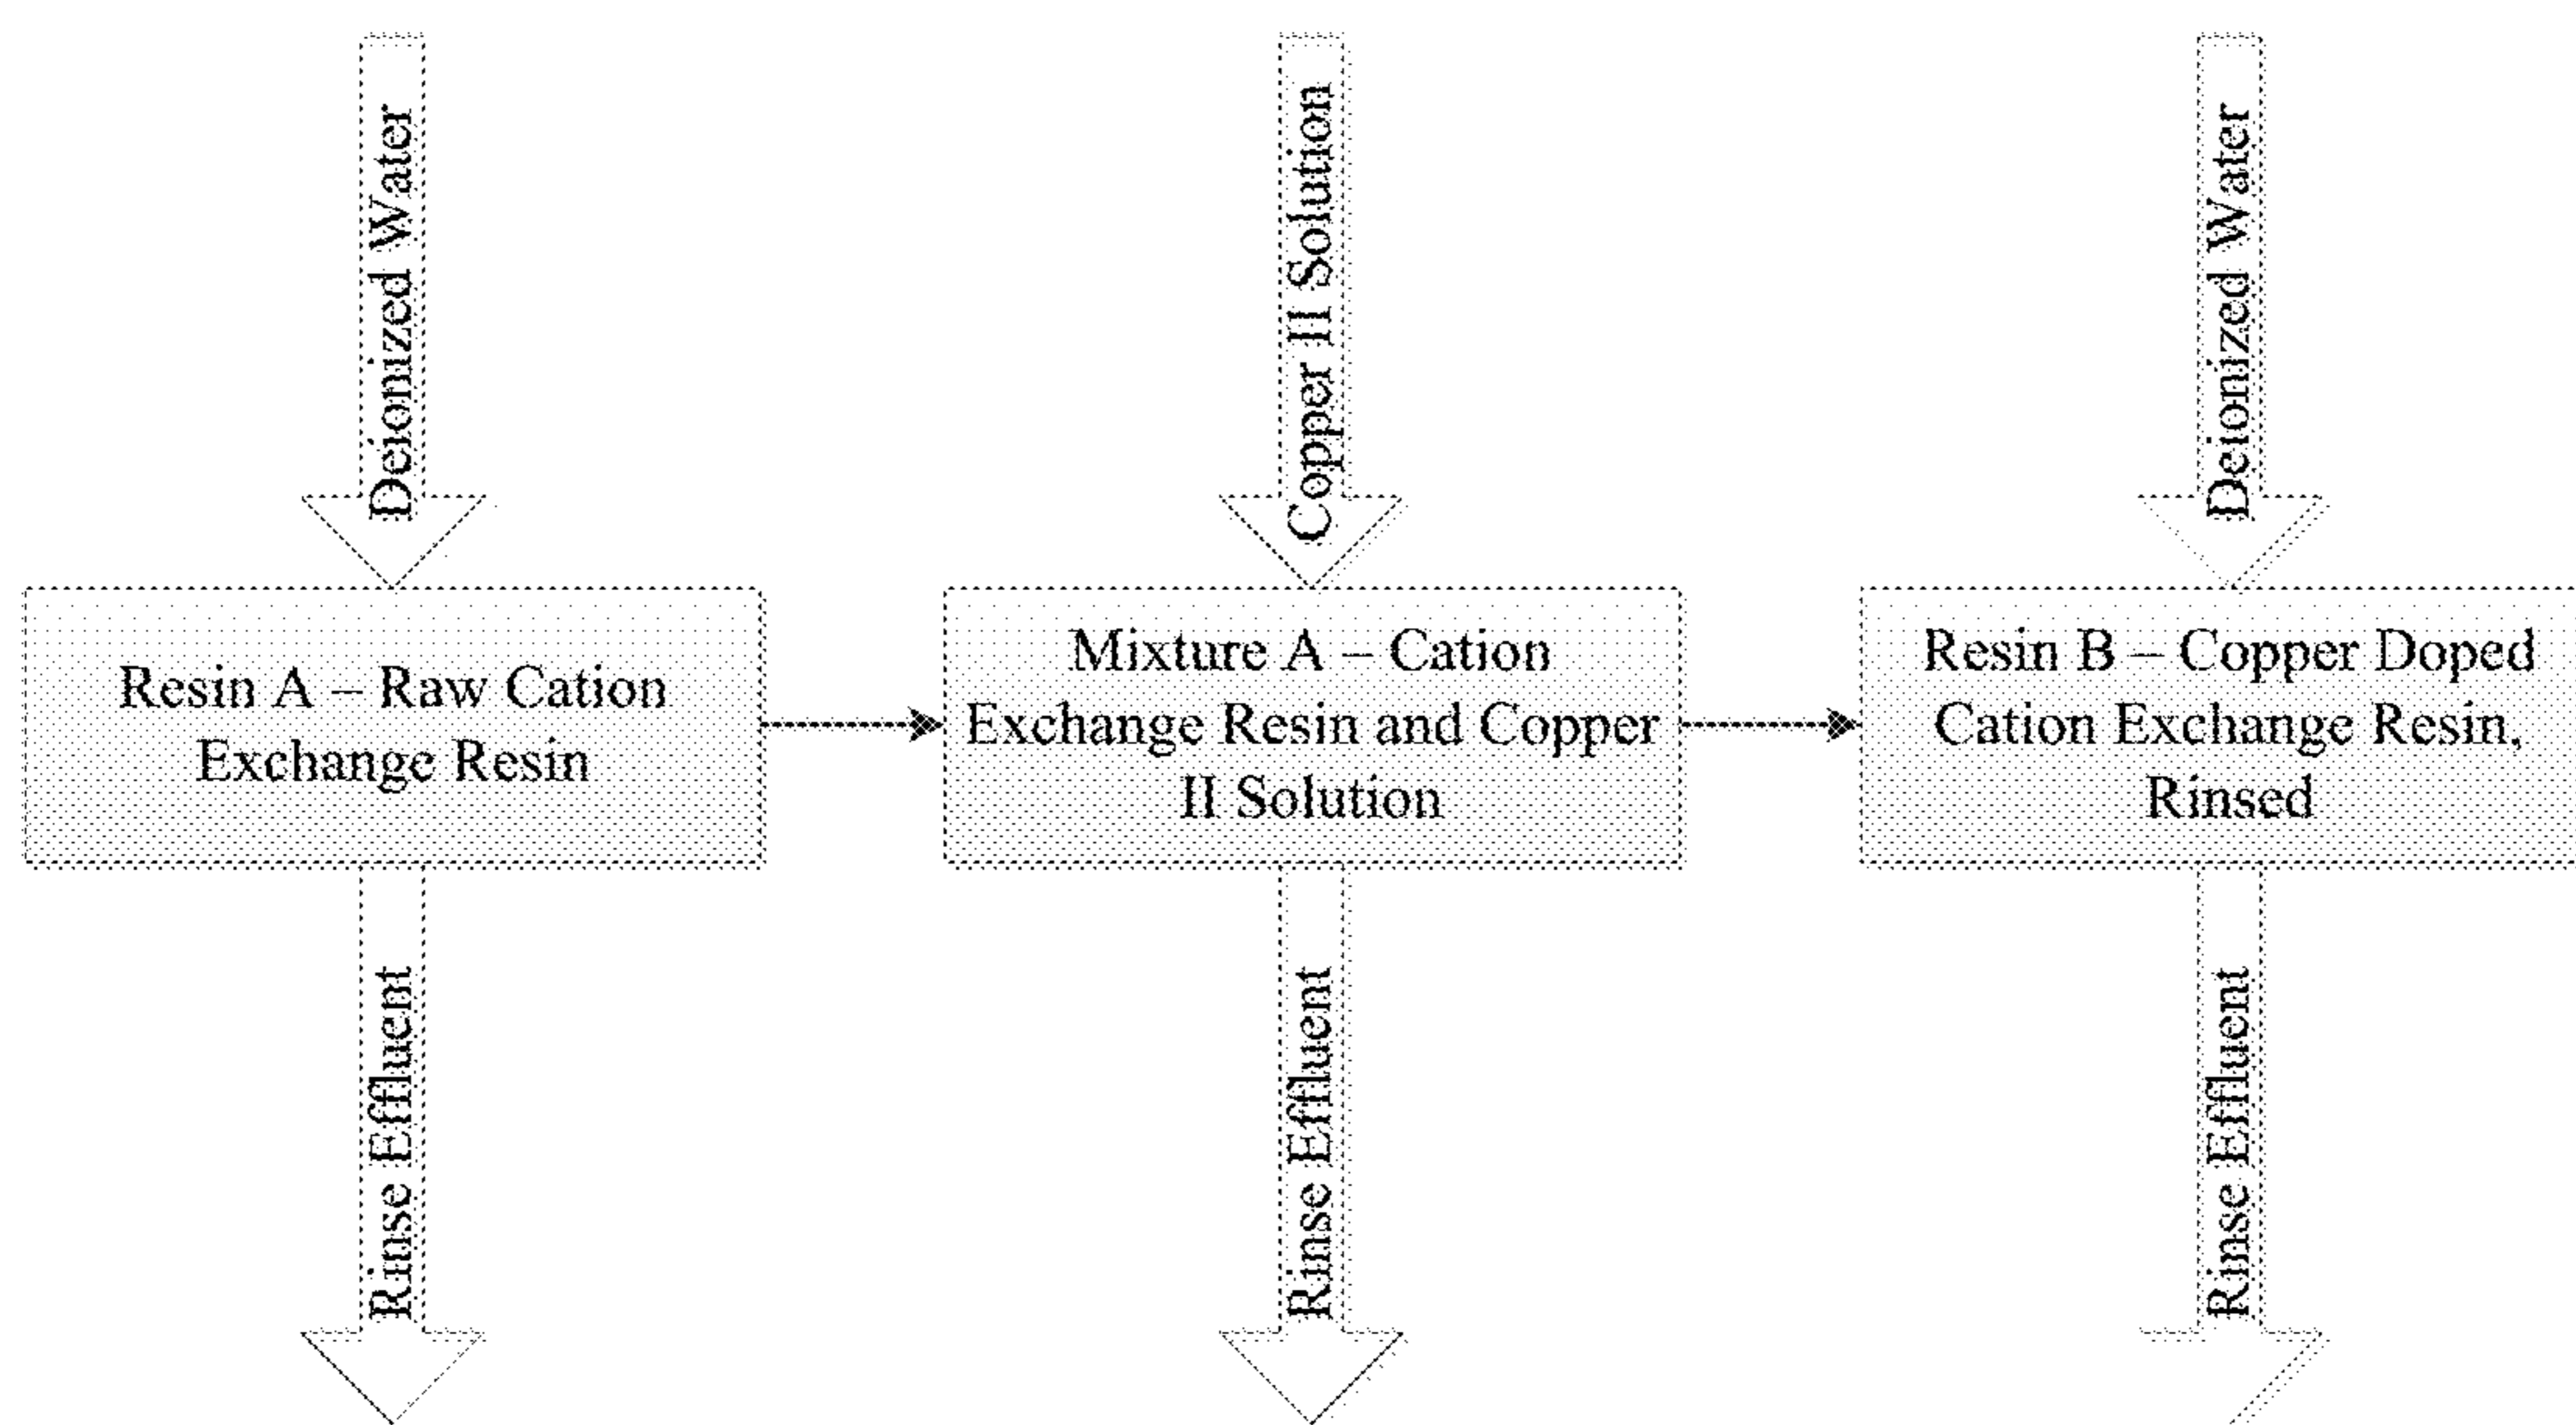 Deionized Water
Copper II Solution
Deionized Water
Resin A – Raw Cation
Exchange Resin
Mixture A – Cation
Exchange Resin and Copper
II Solution
Resin B – Copper Doped
Cation Exchange Resin,
Rinsed
Rinse Effluent
Rinse Effluent
Rinse Effluent